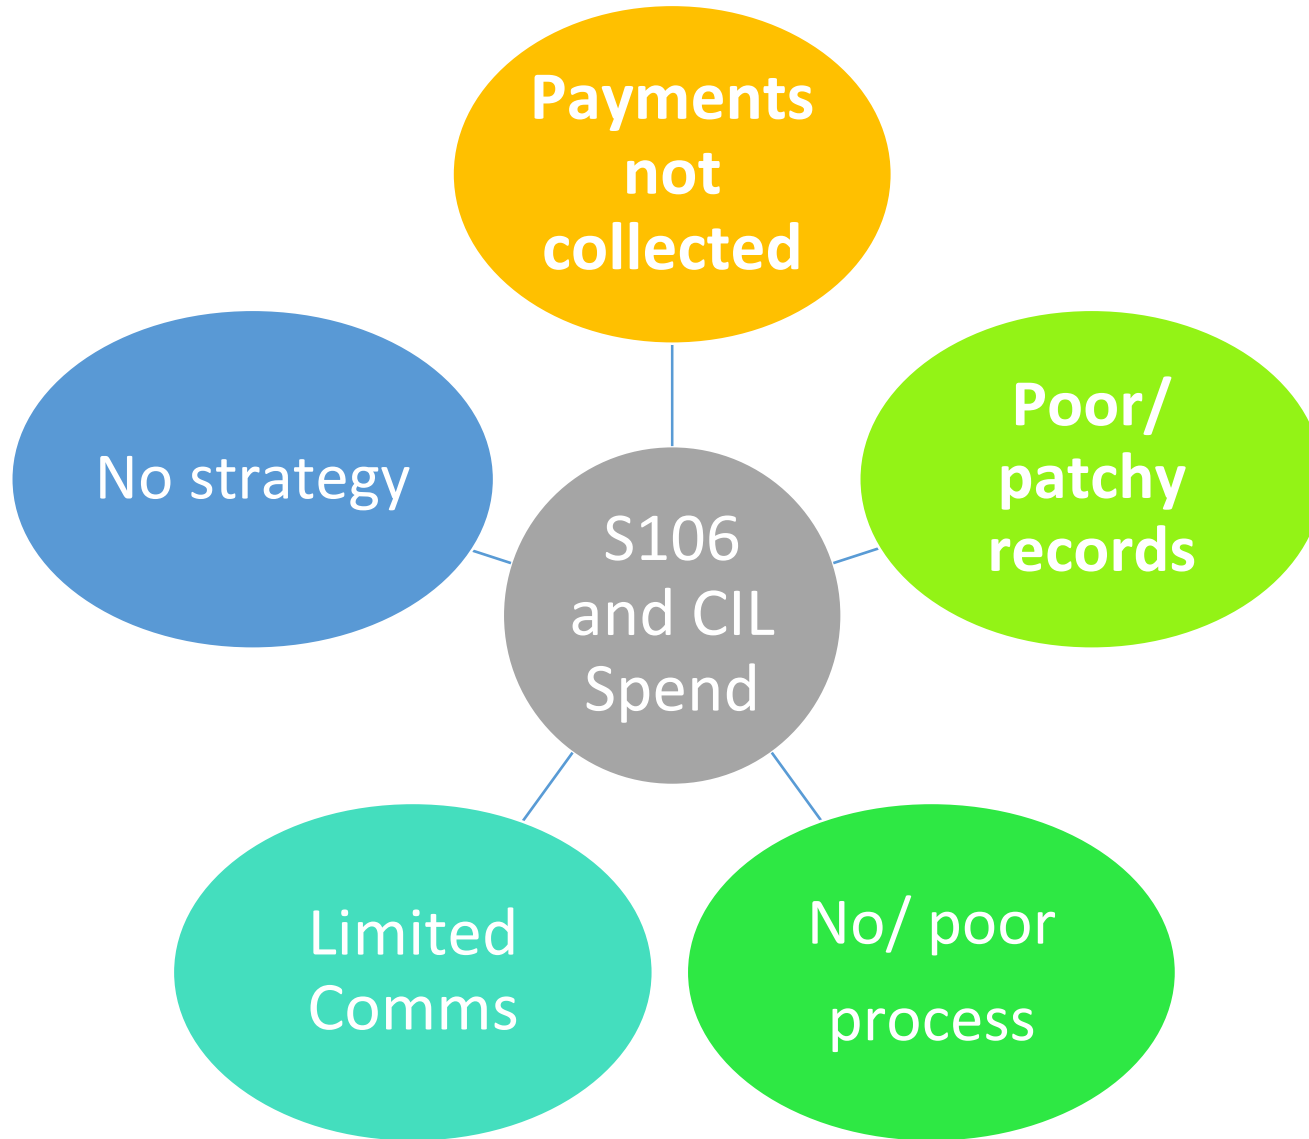 Payments
not
collected
Poor/
patchy
records
No/ poor
process
Limited
Comms
No strategy
S106
and CIL
Spend